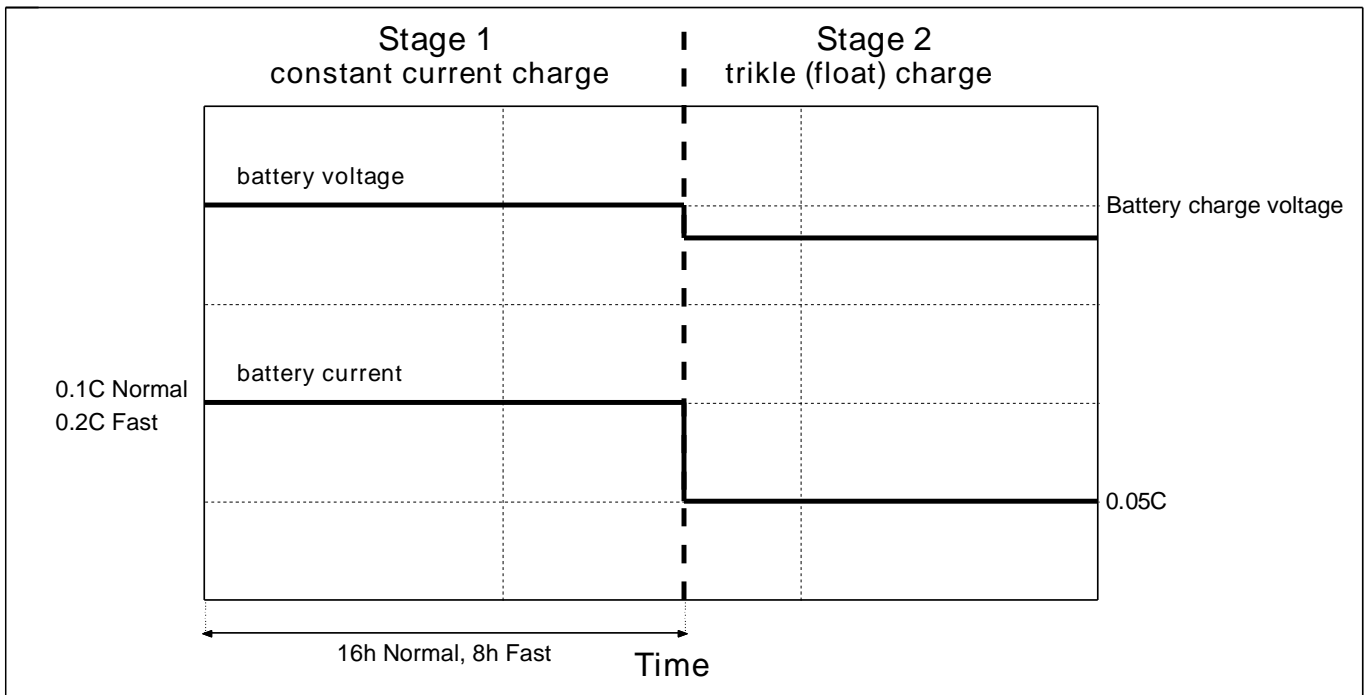 Stage 1
constant current charge
Stage 2
trikle (float) charge
battery voltage
Battery charge voltage
battery current
0.1C Normal
0.2C Fast
0.05C
16h Normal, 8h Fast
Time